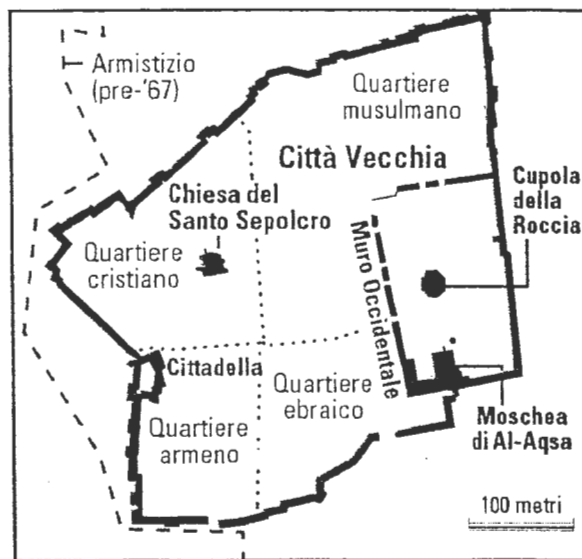 Armistizio
(pre-'67)
Quartiere
musulmano
Città Vecchia
Chiesa del
Santo Sepolcro
Cupola
della
Roccia
Quartiere
cristiano
Muro Occidentale
Cittadella
Quartiere
ebraico
Quartiere
armeno
Moschea
di Al-Aqsa
100 metri